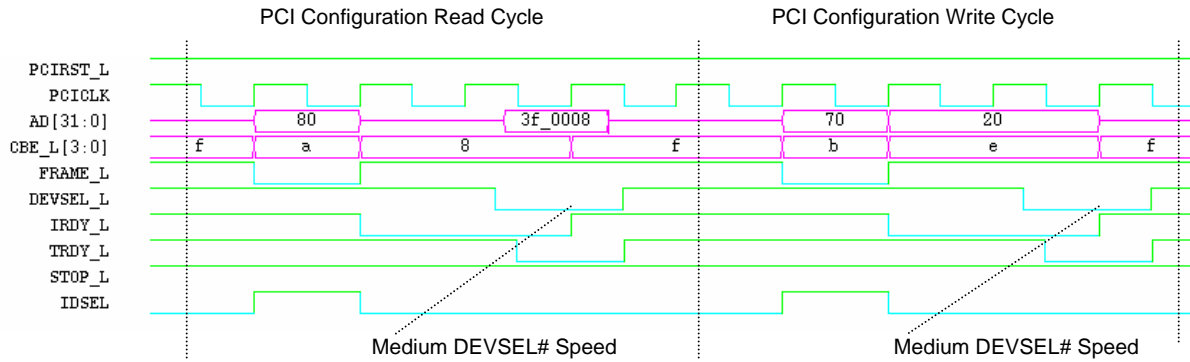 PCI Configuration Read Cycle PCI Configuration Write Cycle
PCIRST_L
PCICLK
AD[31:0] 80 3f_0008 70 20
CBE_L[3:0] f a 8 f b e f
FRAME_L
DEVSEL_L
IRDY_L
TRDY_L
STOP_L
IDSEL
Medium DEVSEL# Speed Medium DEVSEL# Speed